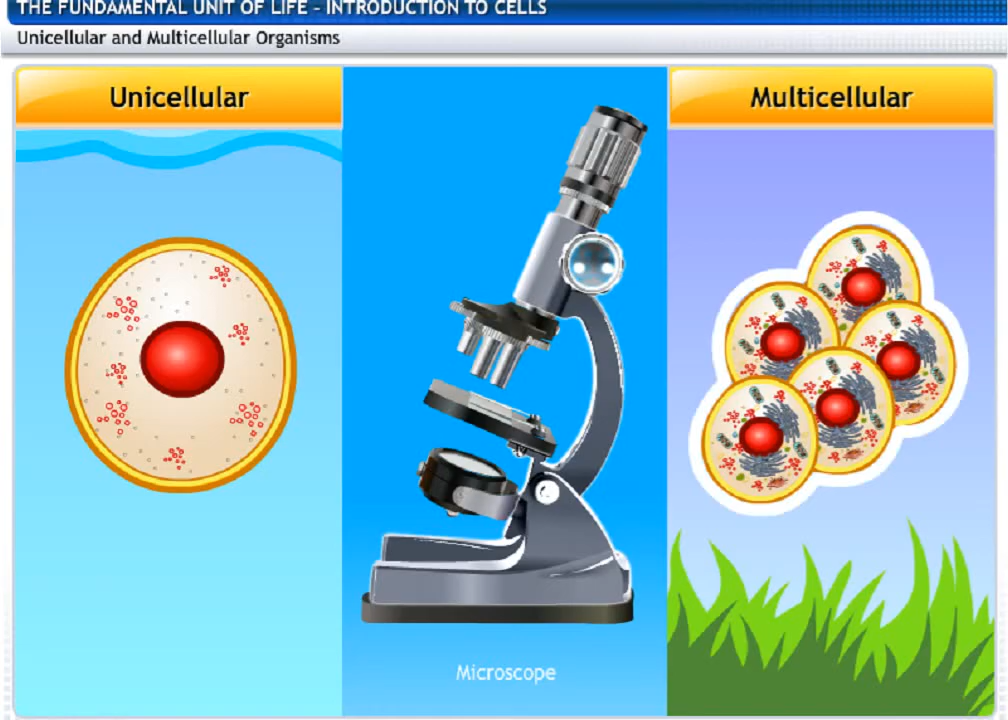 THE FUNDAMENTAL UNIT OF LIFE - INTRODUCTION TO CELLS
Unicellular and Multicellular Organisms
Unicellular
Multicellular
Microscope